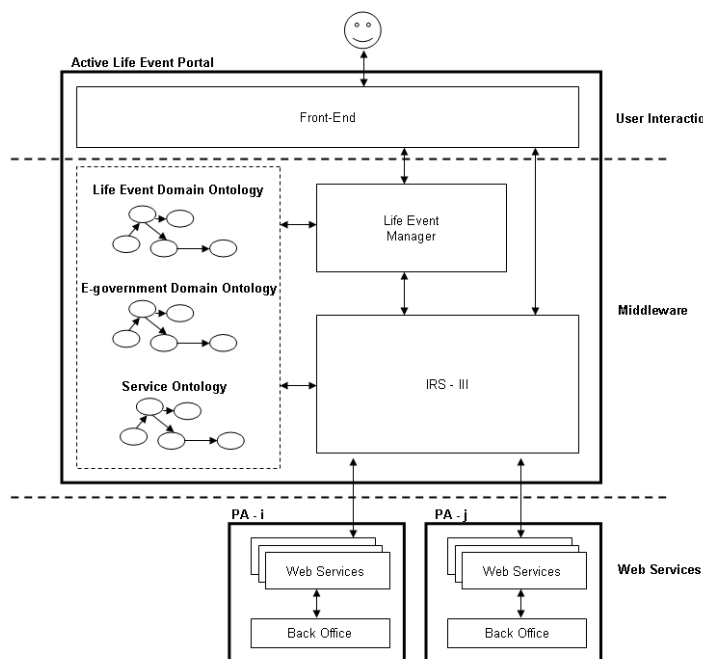 Active Life Event Portal
Front-End
User Interactio
Life Event Domain Ontology
Life Event
Manager
E-government Domain Ontology
Middleware
Service Ontology
IRS - III
PA - i
PA - j
Web Services
Web Services
Web Services
Back Office
Back Office